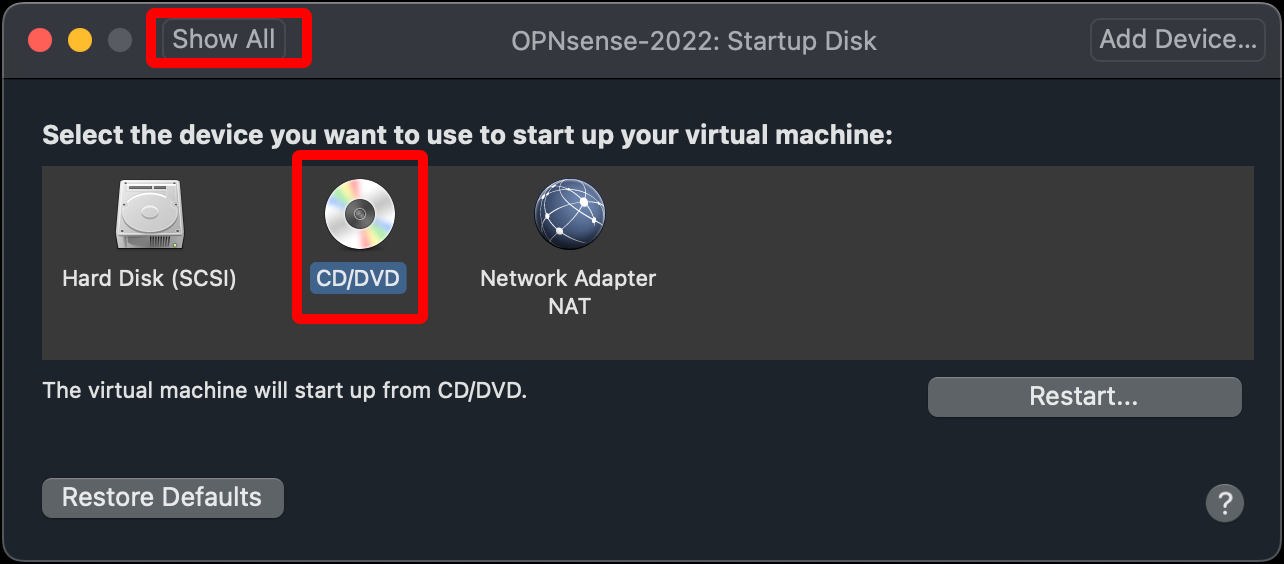 Show All
OPNsense-2022: Startup Disk
Add Device...
Select the device you want to use to start up your virtual machine:
Hard Disk (SCSI)
CD/DVD
Network Adapter
NAT
The virtual machine will start up from CD/DVD.
Restart...
Restore Defaults
?